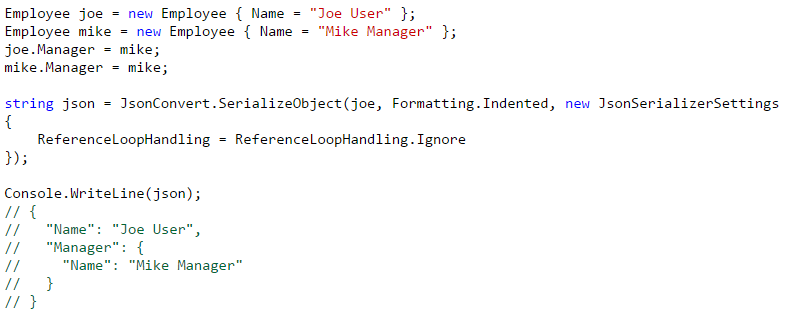 Employee joe = new Employee { Name = "Joe User" };
Employee mike = new Employee { Name = "Mike Manager" };
joe.Manager = mike;
mike.Manager = mike;

string json = JsonConvert.SerializeObject(joe, Formatting.Indented, new JsonSerializerSettings
{
    ReferenceLoopHandling = ReferenceLoopHandling.Ignore
});

Console.WriteLine(json);
// {
//   "Name": "Joe User",
//   "Manager": {
//     "Name": "Mike Manager"
//   }
// }